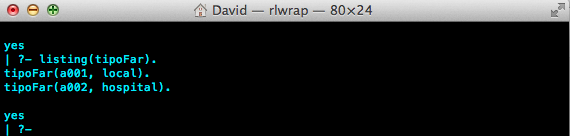 David — rlwrap — 80×24
yes
| ?- listing(tipoFar).
tipoFar(a001, local).
tipoFar(a002, hospital).
yes
| ?-